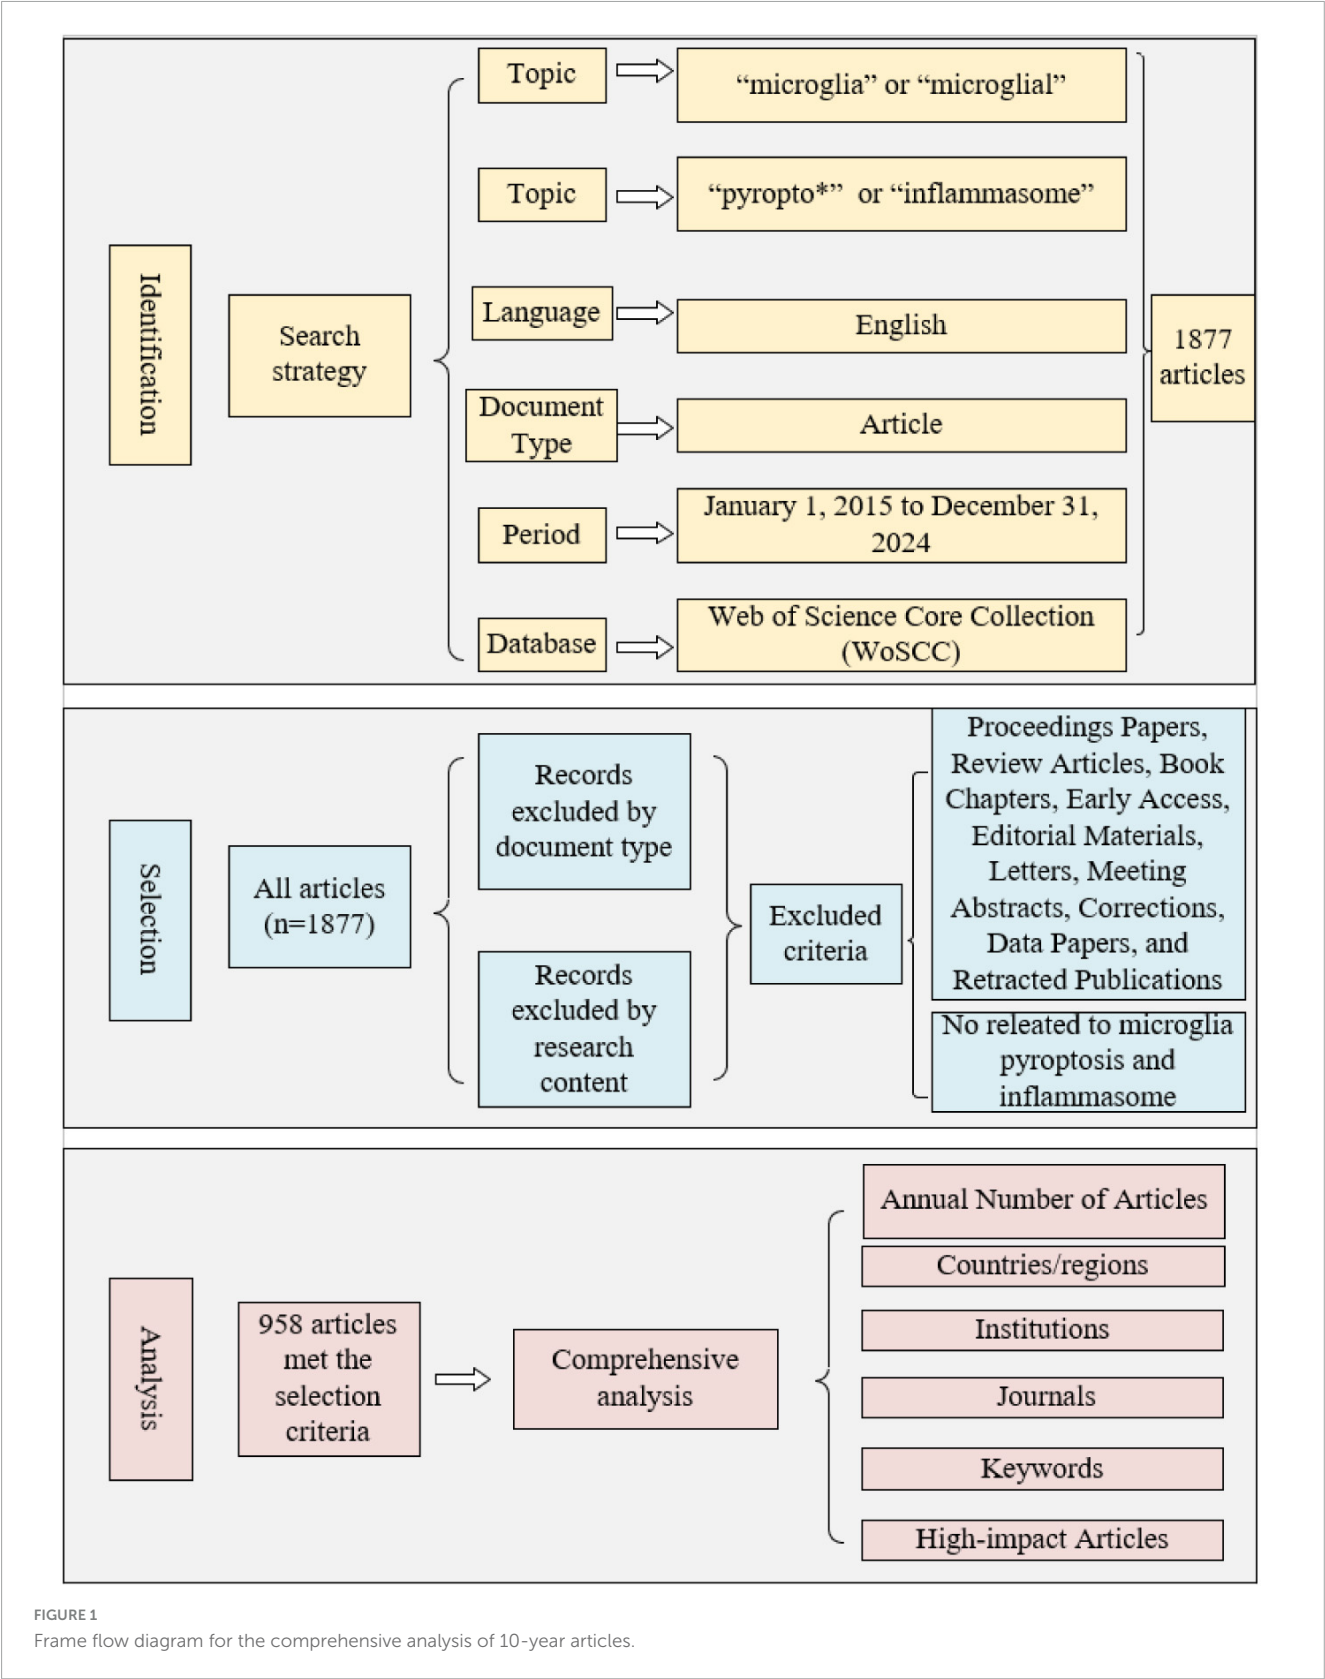 Identification
Search
strategy
Topic
“microglia” or “microglial”
Topic
“pyropto*” or “inflammasome”
Language
English
Document
Type
Article
Period
January 1, 2015 to December 31,
2024
Database
Web of Science Core Collection
(WoSCC)
1877
articles
Selection
All articles
(n=1877)
Records
excluded by
document type
Records
excluded by
research
content
Excluded
criteria
Proceedings Papers,
Review Articles, Book
Chapters, Early Access,
Editorial Materials,
Letters, Meeting
Abstracts, Corrections,
Data Papers, and
Retracted Publications
No releated to microglia
pyroptosis and
inflammasome
Analysis
958 articles
met the
selection
criteria
Comprehensive
analysis
Annual Number of Articles
Countries/regions
Institutions
Journals
Keywords
High-impact Articles
FIGURE 1
Frame flow diagram for the comprehensive analysis of 10-year articles.